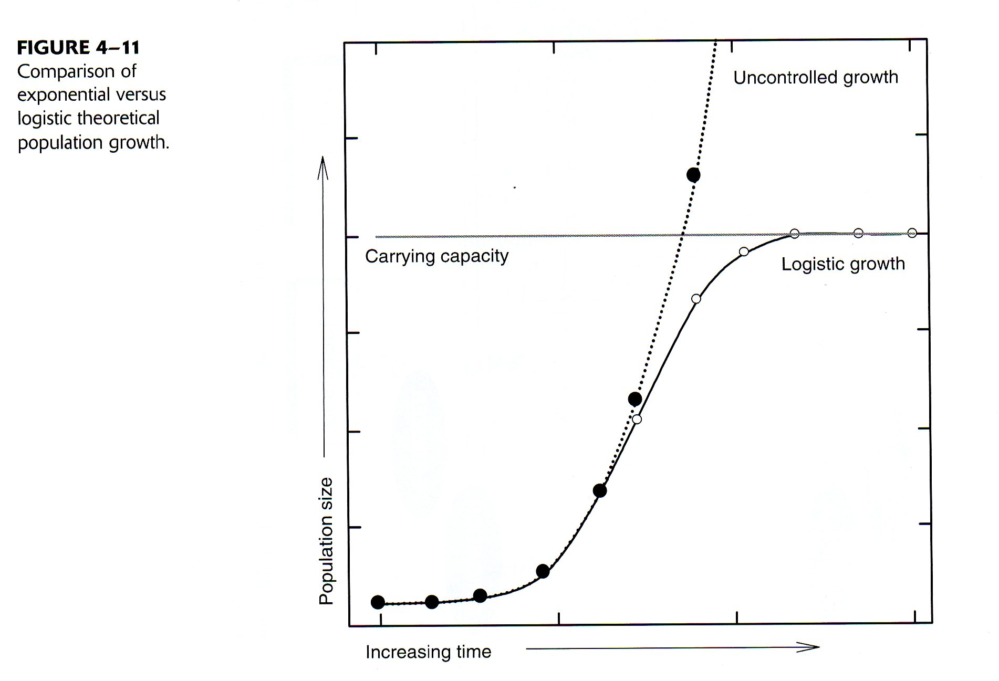 FIGURE 4–11
Comparison of
exponential versus
logistic theoretical
population growth.
Uncontrolled growth
Carrying capacity
Logistic growth
Population size
Increasing time